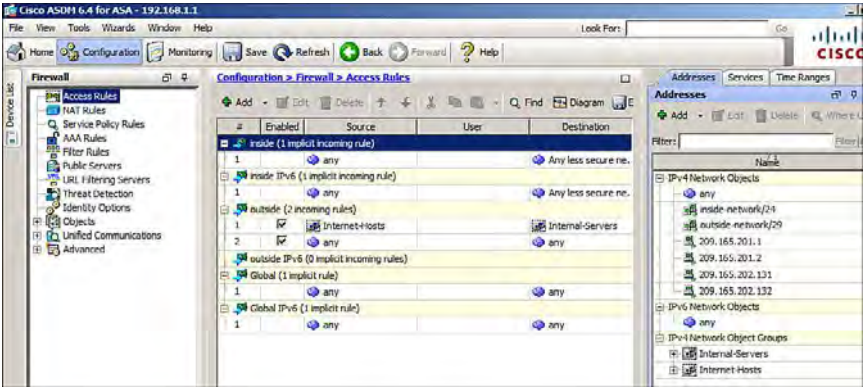 Cisco ASDM 6.4 for ASA - 192.168.1.1
File View Tools Wizards Window Help Look For: Go
Home Configuration Monitoring Save Refresh Back Forward Help
CISCO
Device List
Firewall
Access Rules
NAT Rules
Service Policy Rules
AAA Rules
Filter Rules
Public Servers
URL Filtering Servers
Threat Detection
Identity Options
Objects
Unified Communications
Advanced
Configuration > Firewall > Access Rules
Add Edit Delete Find Diagram E
# Enabled Source User Destination
inside (1 implicit incoming rule)
1 any Any less secure ne.
inside IPv6 (1 implicit incoming rule)
1 any Any less secure ne.
outside (2 incoming rules)
1 Internet-Hosts Internal-Servers
2 any any
outside IPv6 (0 implicit incoming rules)
Global (1 implicit rule)
1 any any
Global IPv6 (1 implicit rule)
1 any any
Addresses Services Time Ranges
Addresses
Add Edit Delete Where U
Filter: Filter
Name
IPv4 Network Objects
any
inside-network/24
outside-network/29
209.165.201.1
209.165.201.2
209.165.202.131
209.165.202.132
IPv6 Network Objects
any
IPv4 Network Object Groups
Internal-Servers
Internet-Hosts